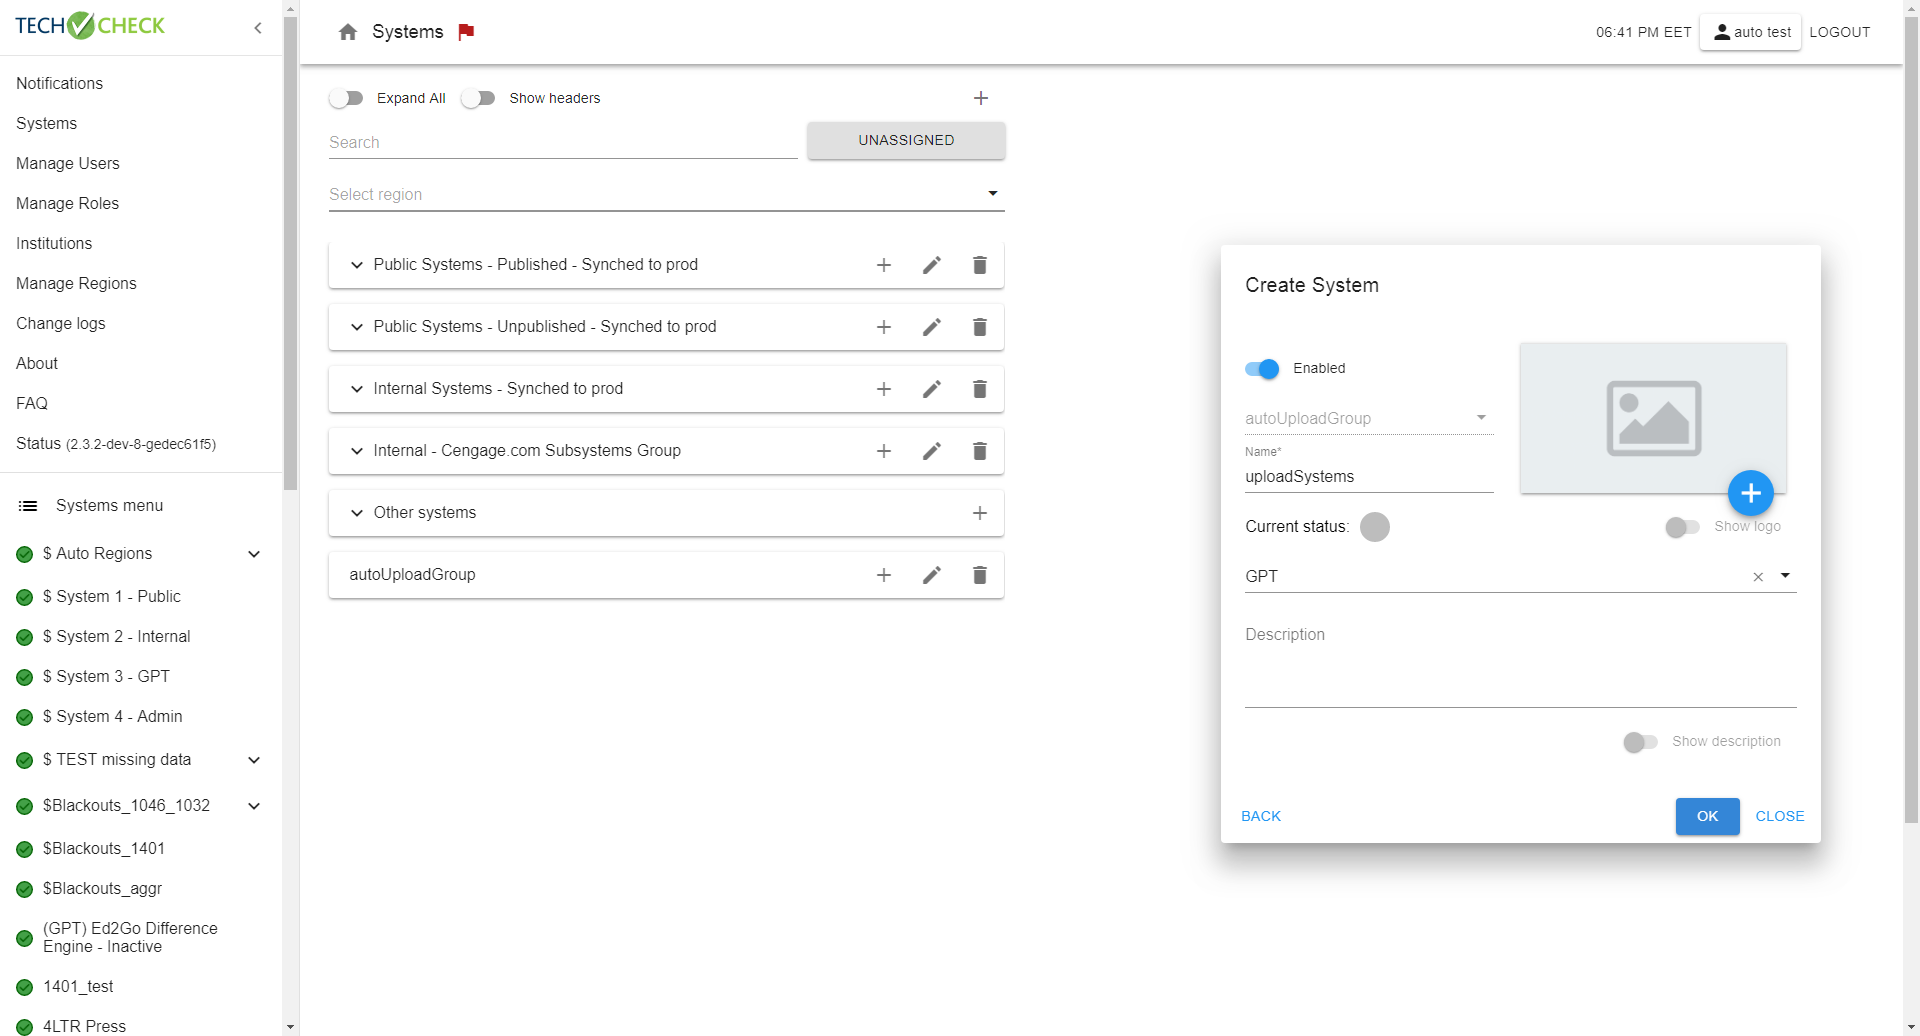 TECH CHECK
Notifications
Systems
Manage Users
Manage Roles
Institutions
Manage Regions
Change logs
About
FAQ
Status (2.3.2-dev-8-gedec61f5)
Systems menu
$ Auto Regions
$ System 1 - Public
$ System 2 - Internal
$ System 3 - GPT
$ System 4 - Admin
$ TEST missing data
$Blackouts_1046_1032
$Blackouts_1401
$Blackouts_aggr
(GPT) Ed2Go Difference
Engine - Inactive
1401_test
4LTR Press
Systems
06:41 PM EET
auto test
LOGOUT
Expand All
Show headers
Search
UNASSIGNED
Select region
Public Systems - Published - Synched to prod
Public Systems - Unpublished - Synched to prod
Internal Systems - Synched to prod
Internal - Cengage.com Subsystems Group
Other systems
autoUploadGroup
Create System
Enabled
autoUploadGroup
Name*
uploadSystems
Current status:
Show logo
GPT
Description
Show description
BACK
OK
CLOSE